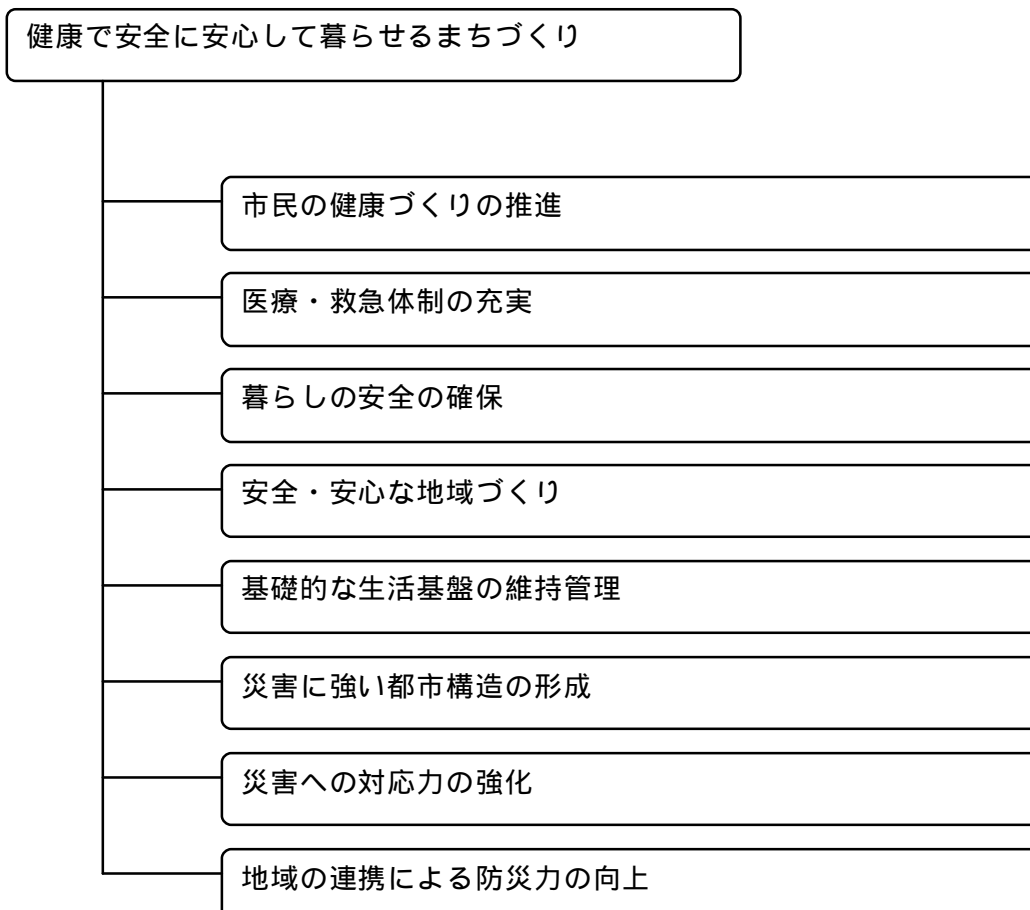 健康で安全に安心して暮らせるまちづくり
市民の健康づくりの推進
医療・救急体制の充実
暮らしの安全の確保
安全・安心な地域づくり
基礎的な生活基盤の維持管理
災害に強い都市構造の形成
災害への対応力の強化
地域の連携による防災力の向上